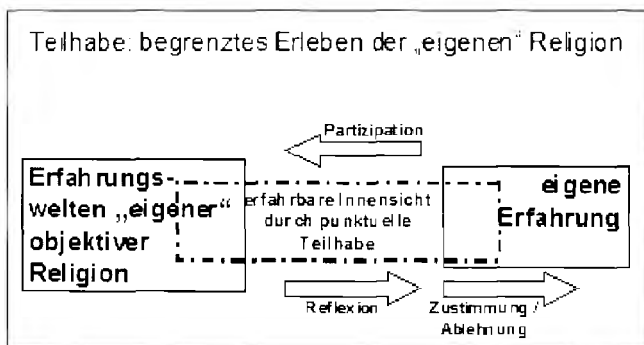 Teilhabe: begrenztes Erleben der „eigenen“ Religion
Partizipation
Erfahrungs-
welten „eigener“
objektiver
Religion
erfahrbare Innensicht
durch punktuelle
Teilhabe
eigene
Erfahrung
Reflexion
Zustimmung /
Ablehnung